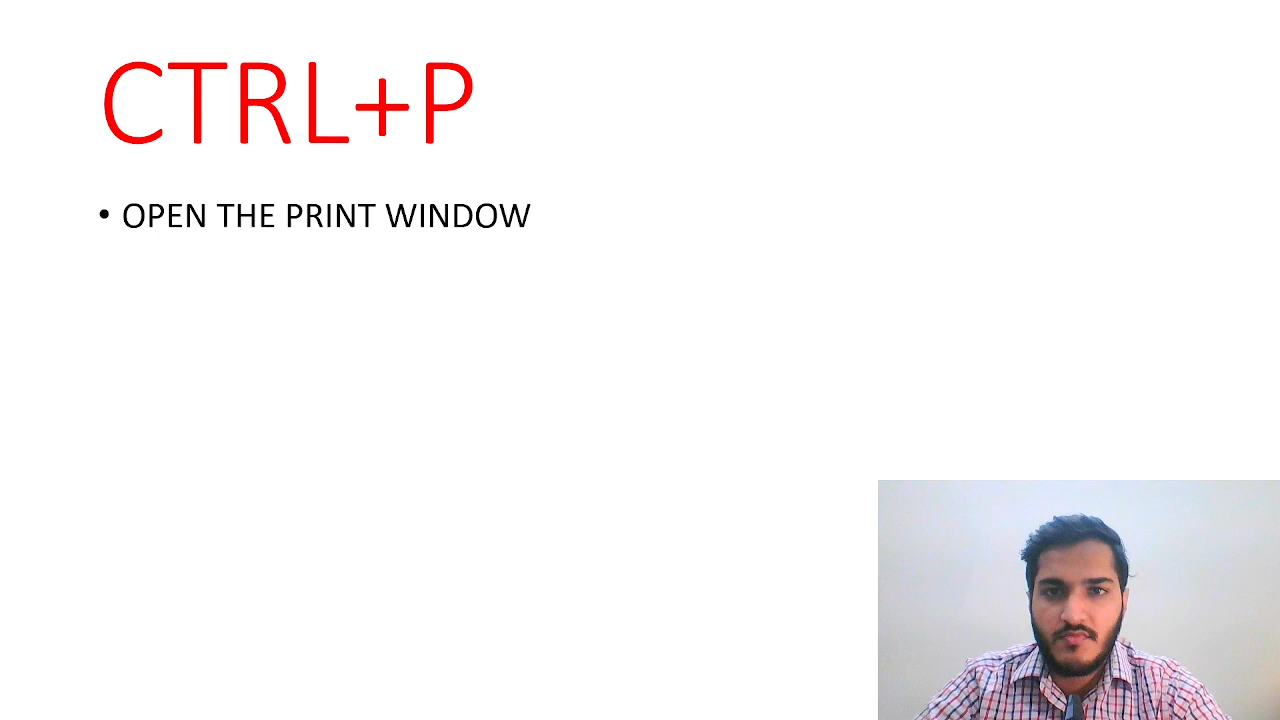 CTRL+P
• OPEN THE PRINT WINDOW